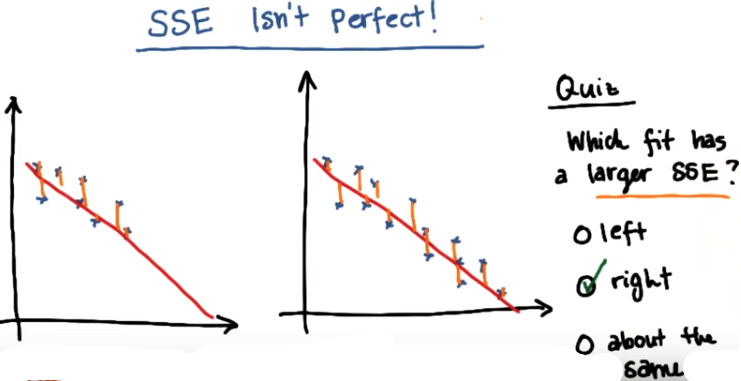 SSE Isn't Perfect!
Quiz
Which fit has
a larger SSE?
left
right
about the
same